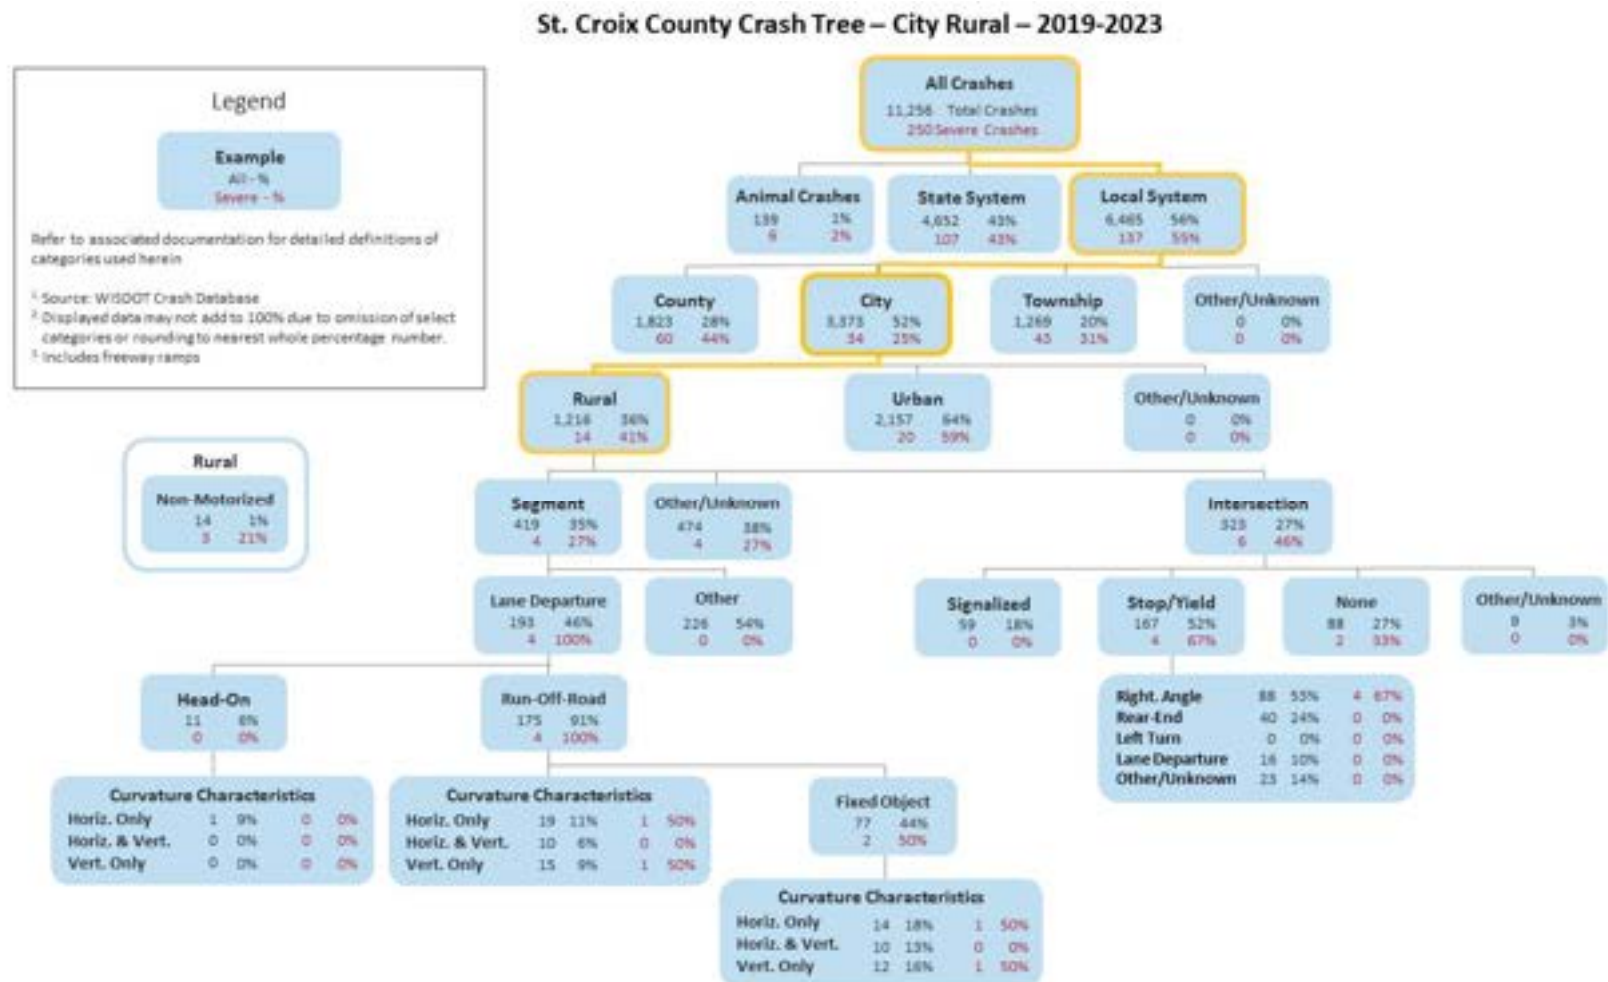 St. Croix County Crash Tree – City Rural – 2019-2023
Legend
Example
All - %
Severe - %
Refer to associated documentation for detailed definitions of
categories used herein
1. Source: WISDOT Crash Database
2. Displayed data may not add to 100% due to omission of select
categories or rounding to nearest whole percentage number.
3. Includes freeway ramps
All Crashes
11,256 Total Crashes
250 Severe Crashes
Animal Crashes
139 1%
6 2%
State System
4,652 43%
107 43%
Local System
6,465 56%
137 55%
County
1,823 28%
60 44%
City
3,373 52%
34 25%
Township
1,269 20%
43 31%
Other/Unknown
0 0%
0 0%
Rural
1,216 36%
14 41%
Urban
2,157 64%
20 59%
Other/Unknown
0 0%
0 0%
Rural
Non-Motorized
14 1%
3 21%
Segment
419 35%
4 27%
Other/Unknown
474 38%
4 27%
Intersection
323 27%
6 46%
Lane Departure
193 46%
4 100%
Other
226 54%
0 0%
Signalized
59 18%
0 0%
Stop/Yield
167 52%
4 67%
None
88 27%
2 33%
Other/Unknown
9 3%
0 0%
Head-On
11 6%
0 0%
Run-Off-Road
175 91%
4 100%
Right. Angle 88 53% 4 67%
Rear-End 40 24% 0 0%
Left Turn 0 0% 0 0%
Lane Departure 16 10% 0 0%
Other/Unknown 23 14% 0 0%
Curvature Characteristics
Horiz. Only 1 9% 0 0%
Horiz. & Vert. 0 0% 0 0%
Vert. Only 0 0% 0 0%
Curvature Characteristics
Horiz. Only 19 11% 1 50%
Horiz. & Vert. 10 6% 0 0%
Vert. Only 15 9% 1 50%
Fixed Object
77 44%
2 50%
Curvature Characteristics
Horiz. Only 14 18% 1 50%
Horiz. & Vert. 10 13% 0 0%
Vert. Only 12 16% 1 50%